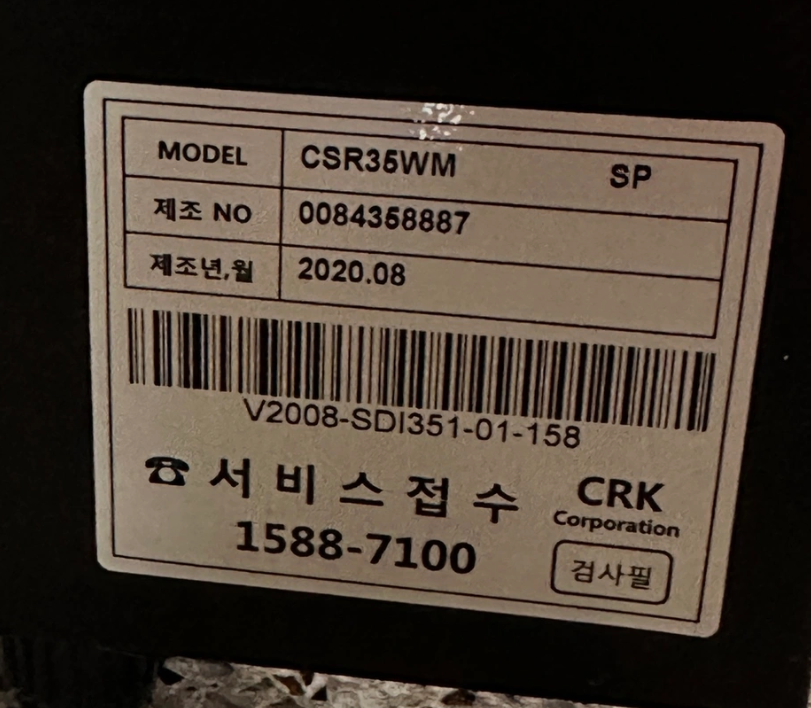 MODEL CSR35WM SP
제조 NO 0084358887
제조년,월 2020.08
V2008-SDI351-01-158
☎ 서비스접수 CRK
Corporation
1588-7100 검사필